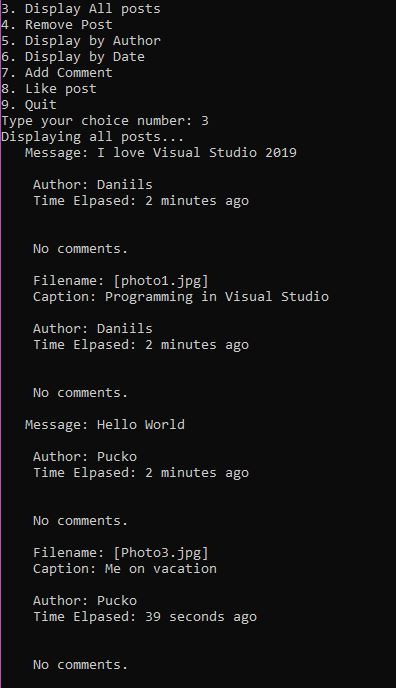 3. Display All posts
4. Remove Post
5. Display by Author
6. Display by Date
7. Add Comment
8. Like post
9. Quit
Type your choice number: 3
Displaying all posts...
Message: I love Visual Studio 2019
Author: Daniils
Time Elpased: 2 minutes ago
No comments.
Filename: [photo1.jpg]
Caption: Programming in Visual Studio
Author: Daniils
Time Elpased: 2 minutes ago
No comments.
Message: Hello World
Author: Pucko
Time Elpased: 2 minutes ago
No comments.
Filename: [Photo3.jpg]
Caption: Me on vacation
Author: Pucko
Time Elpased: 39 seconds ago
No comments.